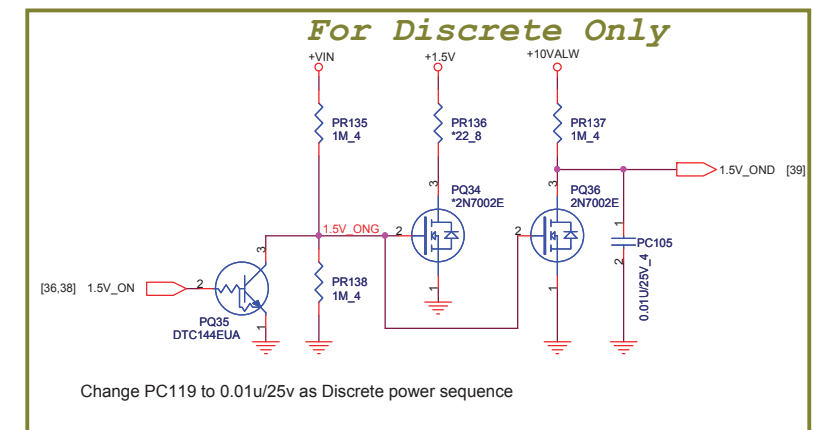 For Discrete Only
+VIN
+1.5V
+10VALW
PR135
1M_4
PR136
*22_8
PR137
1M_4
1.5V_OND [39]
3
PQ34
*2N7002E
3
PQ36
2N7002E
1.5V_ONG
2
2
1
PC105
2
0.01U/25V_4
3
[36,38] 1.5V_ON
2
PR138
1M_4
1
1
1
PQ35
DTC144EUA
Change PC119 to 0.01u/25v as Discrete power sequence